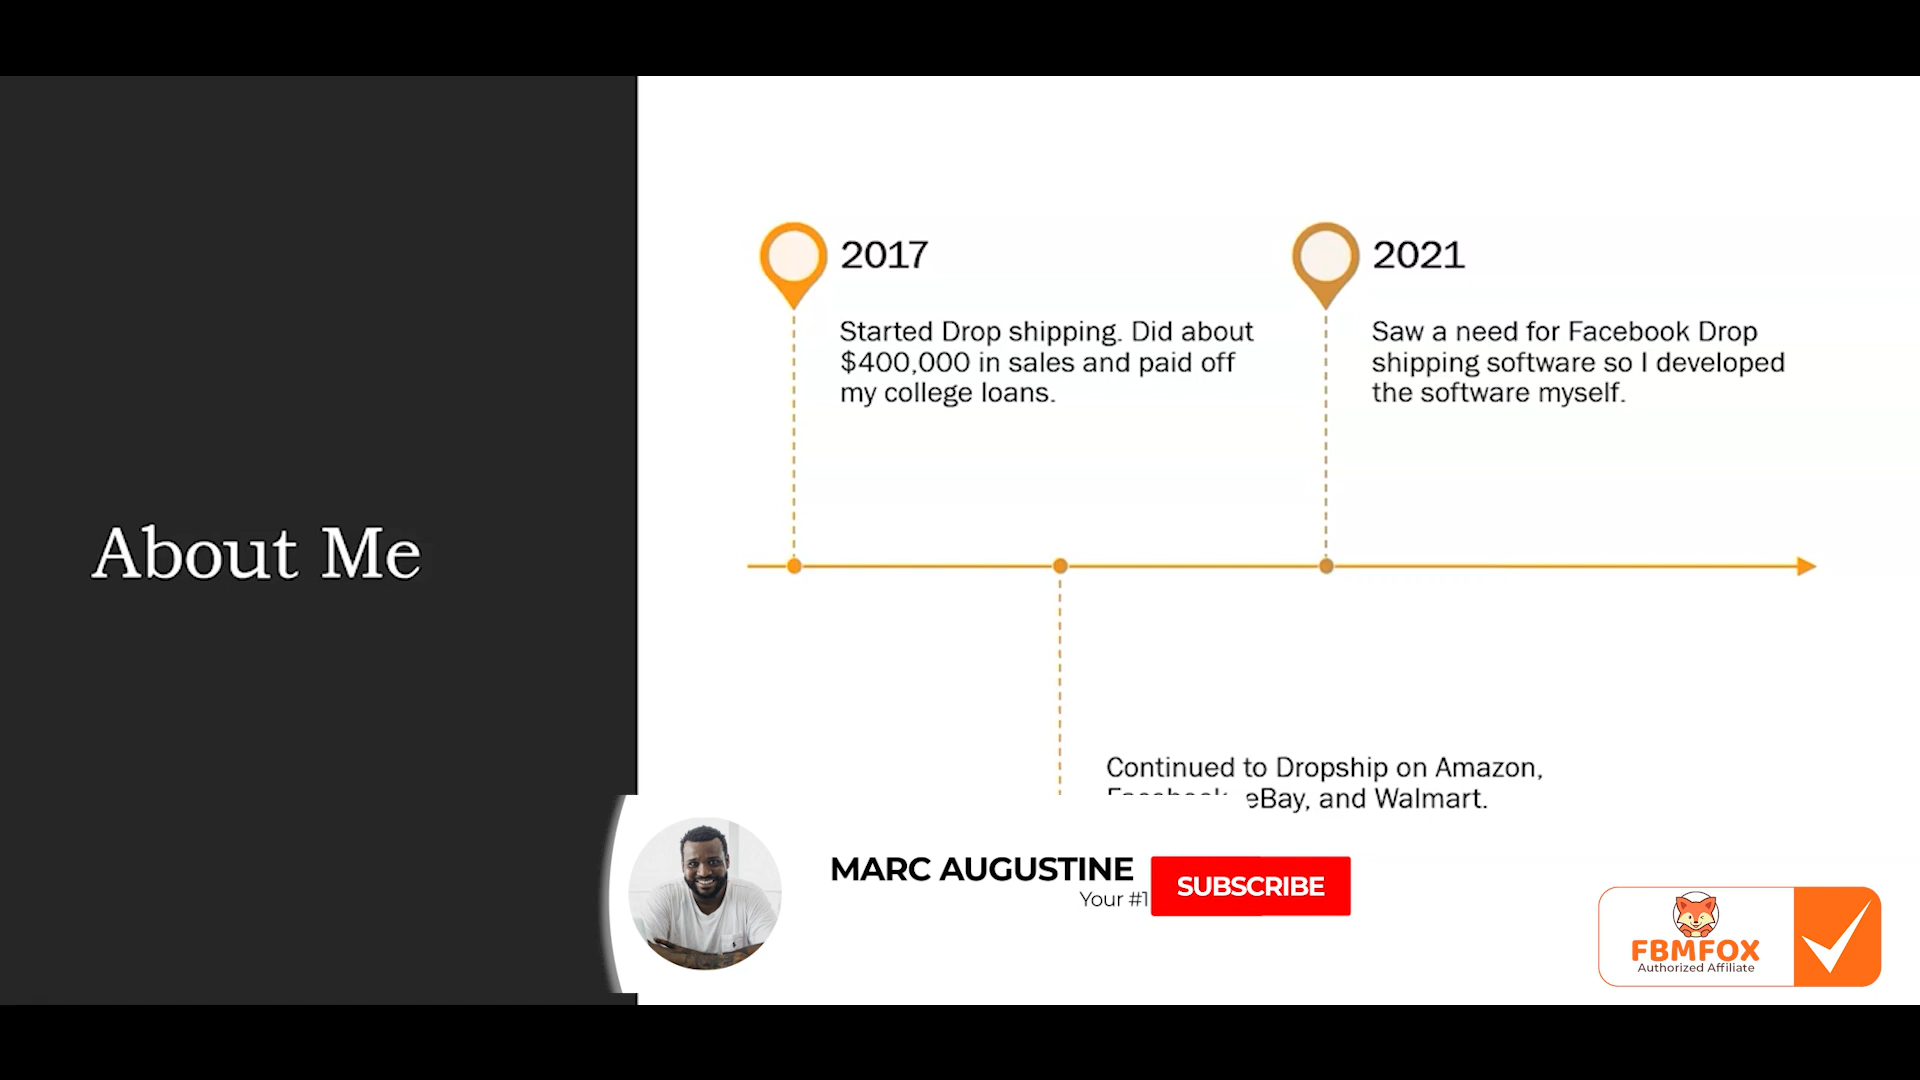 About Me
2017
Started Drop shipping. Did about
$400,000 in sales and paid off
my college loans.
2021
Saw a need for Facebook Drop
shipping software so I developed
the software myself.
Continued to Dropship on Amazon,
Facebook, eBay, and Walmart.
MARC AUGUSTINE
Your #1
SUBSCRIBE
FBMFOX
Authorized Affiliate